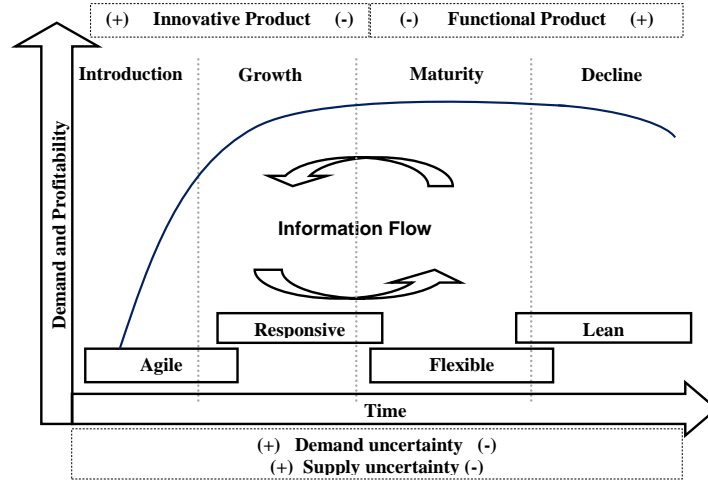 (+) Innovative Product (-) (-) Functional Product (+)
Introduction Growth Maturity Decline
Demand and Profitability
Information Flow
Responsive Lean
Agile Flexible
Time
(+) Demand uncertainty (-)
(+) Supply uncertainty (-)